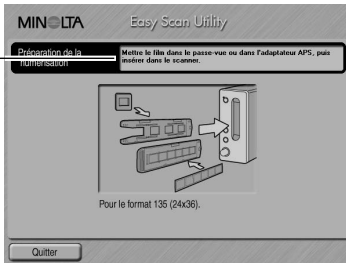 MINOLTA
Easy Scan Utility
Préparation de la
numérisation
Mettre le film dans le passe-vue ou dans l'adaptateur APS, puis
insérer dans le scanner.
Pour le format 135 (24x36).
Quitter